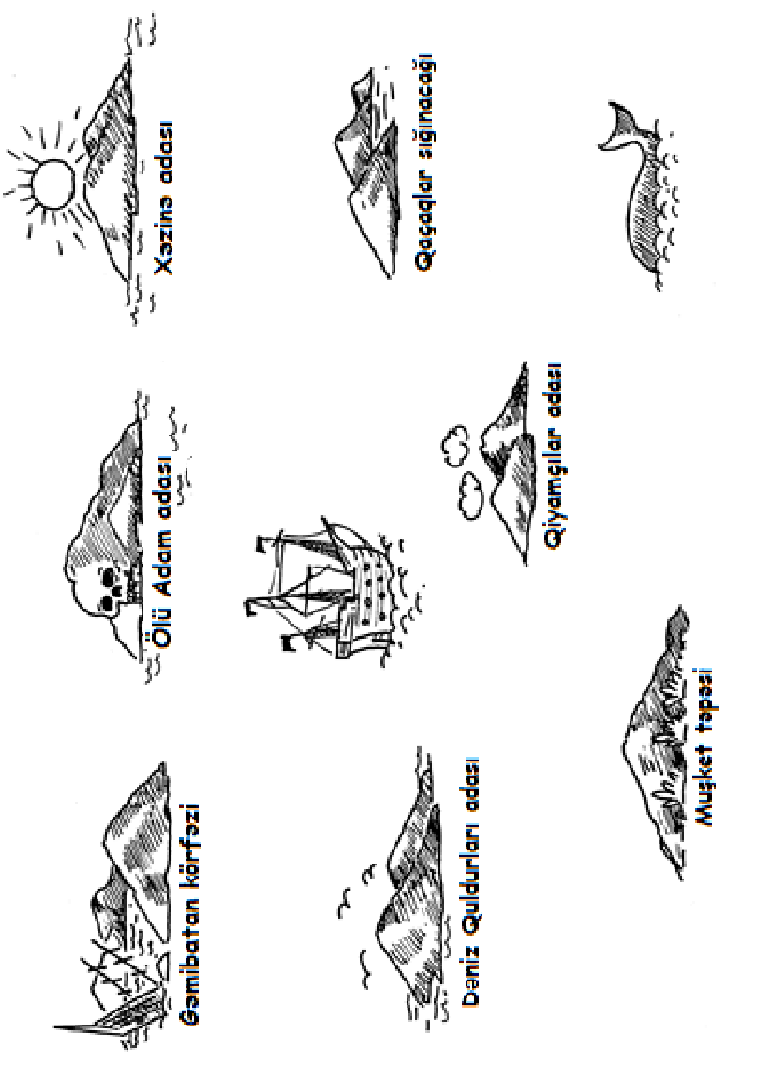 Gəmibatan körfəzi
Ölü Adam adası
Xəzinə adası
Dəniz Quldurları adası
Qaçaqlar sığınacağı
Qiyamçılar adası
Muşket təpəsi